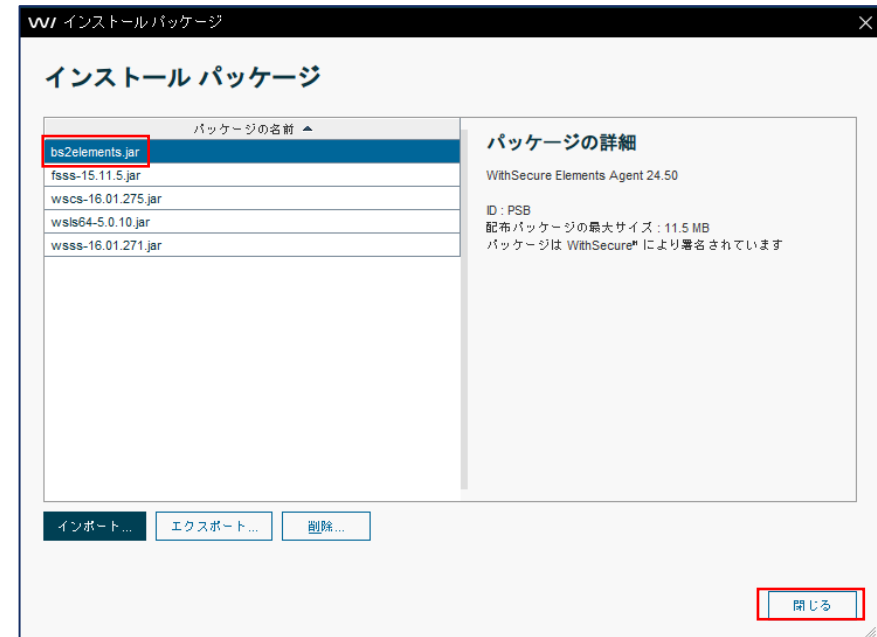 W/ インストール パッケージ
インストール パッケージ
パッケージの名前
bs2elements.jar
fsss-15.11.5.jar
wscs-16.01.275.jar
wsls64-5.0.10.jar
wsss-16.01.271.jar
パッケージの詳細
WithSecure Elements Agent 24.50
ID : PSB
配布パッケージの最大サイズ : 11.5 MB
パッケージは WithSecure™ により署名されています
インポート...
エクスポート...
削除...
閉じる